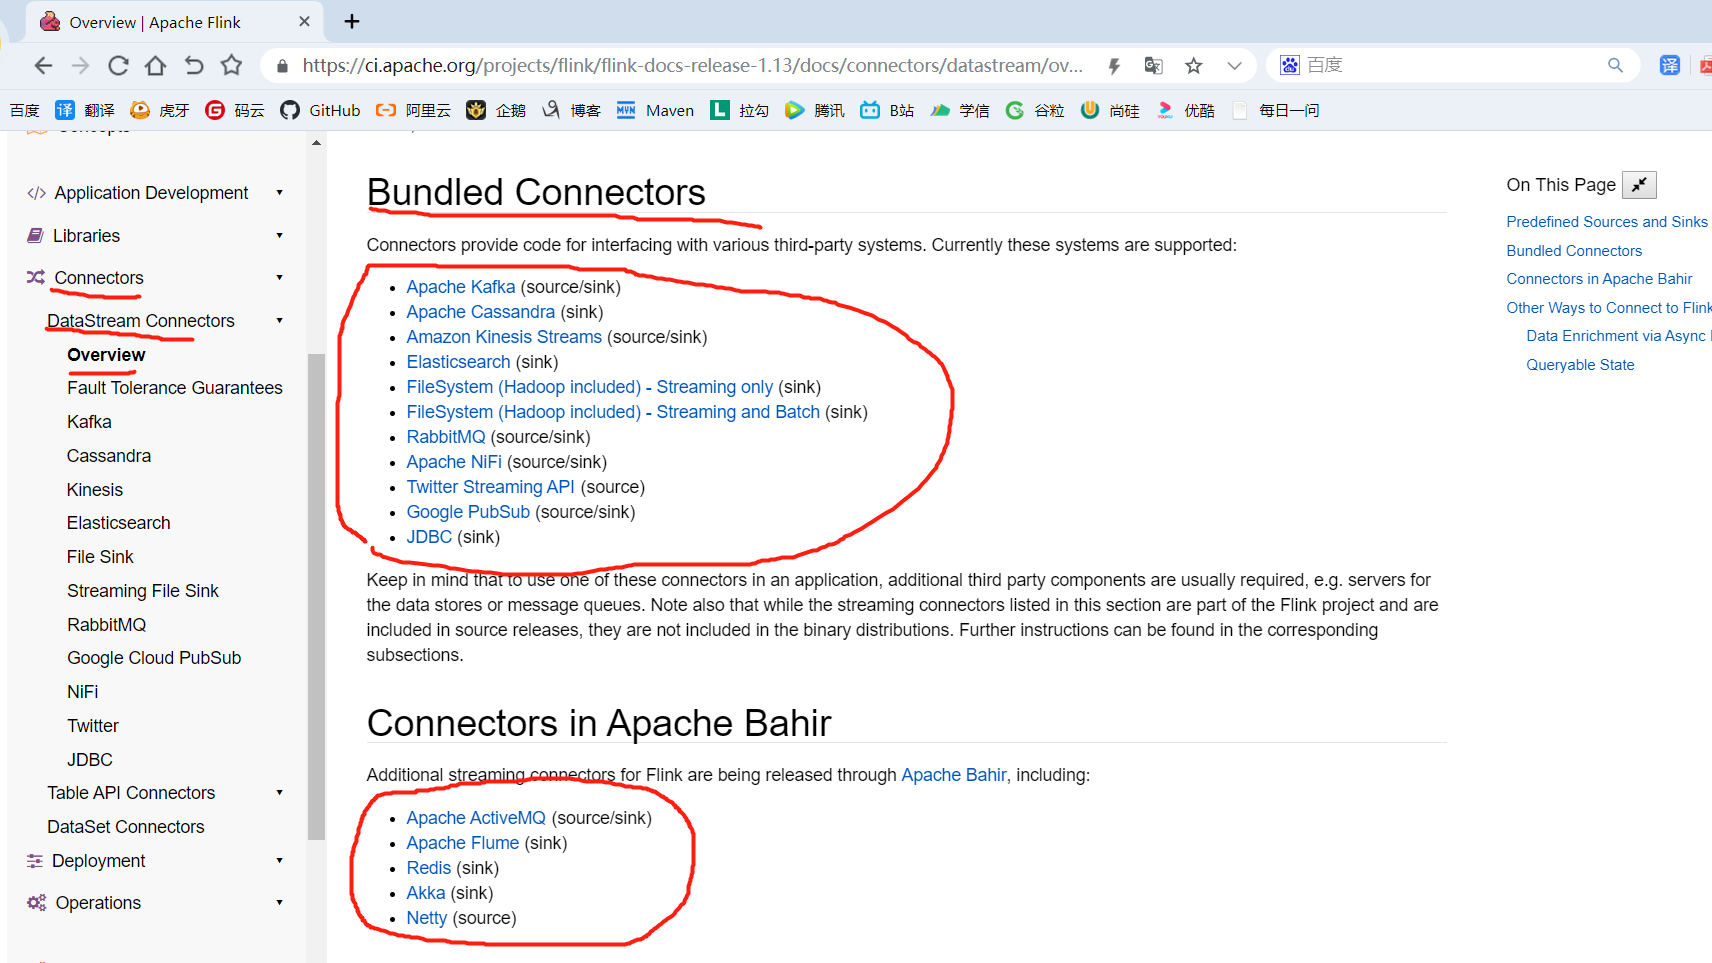 Overview | Apache Flink
https://ci.apache.org/projects/flink/flink-docs-release-1.13/docs/connectors/datastream/ov...
百度
译
百度
译 翻译
虎牙
码云
GitHub
阿里云
企鹅
博客
Maven
拉勾
腾讯
B站
学信
谷粒
尚硅
优酷
每日一问
Concepts
Application Development
Libraries
Connectors
DataStream Connectors
Overview
Fault Tolerance Guarantees
Kafka
Cassandra
Kinesis
Elasticsearch
File Sink
Streaming File Sink
RabbitMQ
Google Cloud PubSub
NiFi
Twitter
JDBC
Table API Connectors
DataSet Connectors
Deployment
Operations
Bundled Connectors
Connectors provide code for interfacing with various third-party systems. Currently these systems are supported:
• Apache Kafka (source/sink)
• Apache Cassandra (sink)
• Amazon Kinesis Streams (source/sink)
• Elasticsearch (sink)
• FileSystem (Hadoop included) - Streaming only (sink)
• FileSystem (Hadoop included) - Streaming and Batch (sink)
• RabbitMQ (source/sink)
• Apache NiFi (source/sink)
• Twitter Streaming API (source)
• Google PubSub (source/sink)
• JDBC (sink)
Keep in mind that to use one of these connectors in an application, additional third party components are usually required, e.g. servers for
the data stores or message queues. Note also that while the streaming connectors listed in this section are part of the Flink project and are
included in source releases, they are not included in the binary distributions. Further instructions can be found in the corresponding
subsections.
Connectors in Apache Bahir
Additional streaming connectors for Flink are being released through Apache Bahir, including:
• Apache ActiveMQ (source/sink)
• Apache Flume (sink)
• Redis (sink)
• Akka (sink)
• Netty (source)
On This Page
Predefined Sources and Sinks
Bundled Connectors
Connectors in Apache Bahir
Other Ways to Connect to Flink
Data Enrichment via Async
Queryable State